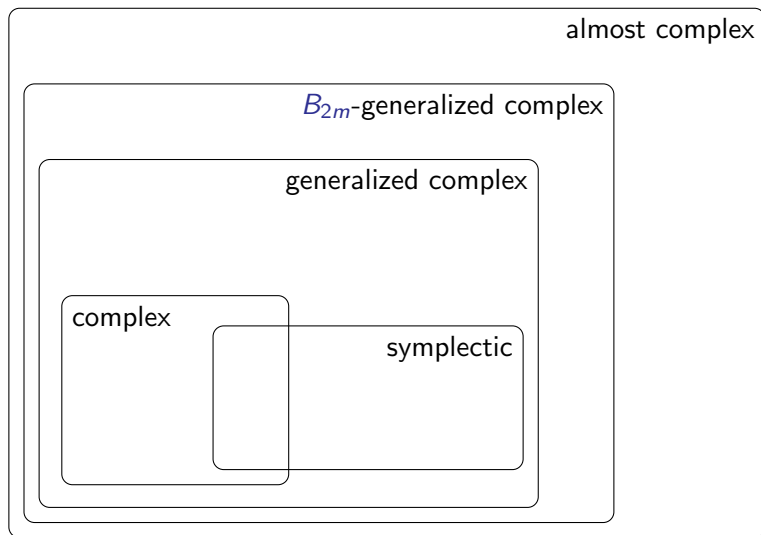 almost complex
B₂ₘ-generalized complex
generalized complex
complex
symplectic